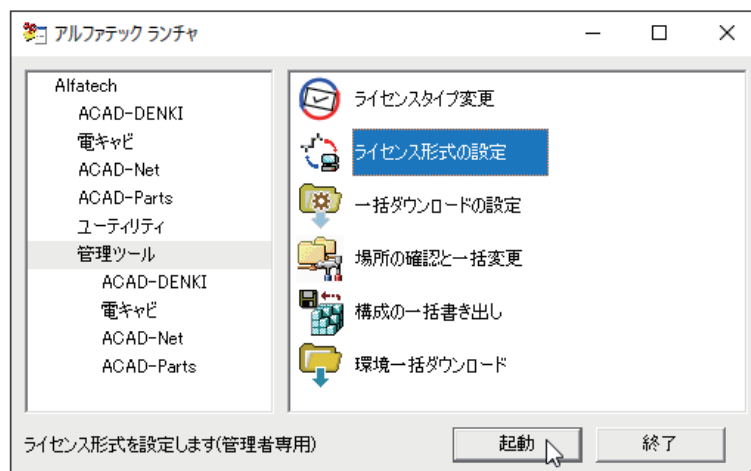 アルファテック ランチャ
Alfatech
ACAD-DENKI
電キャビ
ACAD-Net
ACAD-Parts
ユーティリティ
管理ツール
ACAD-DENKI
電キャビ
ACAD-Net
ACAD-Parts
ライセンスタイプ変更
ライセンス形式の設定
一括ダウンロードの設定
場所の確認と一括変更
構成の一括書き出し
環境一括ダウンロード
ライセンス形式を設定します(管理者専用)
起動
終了